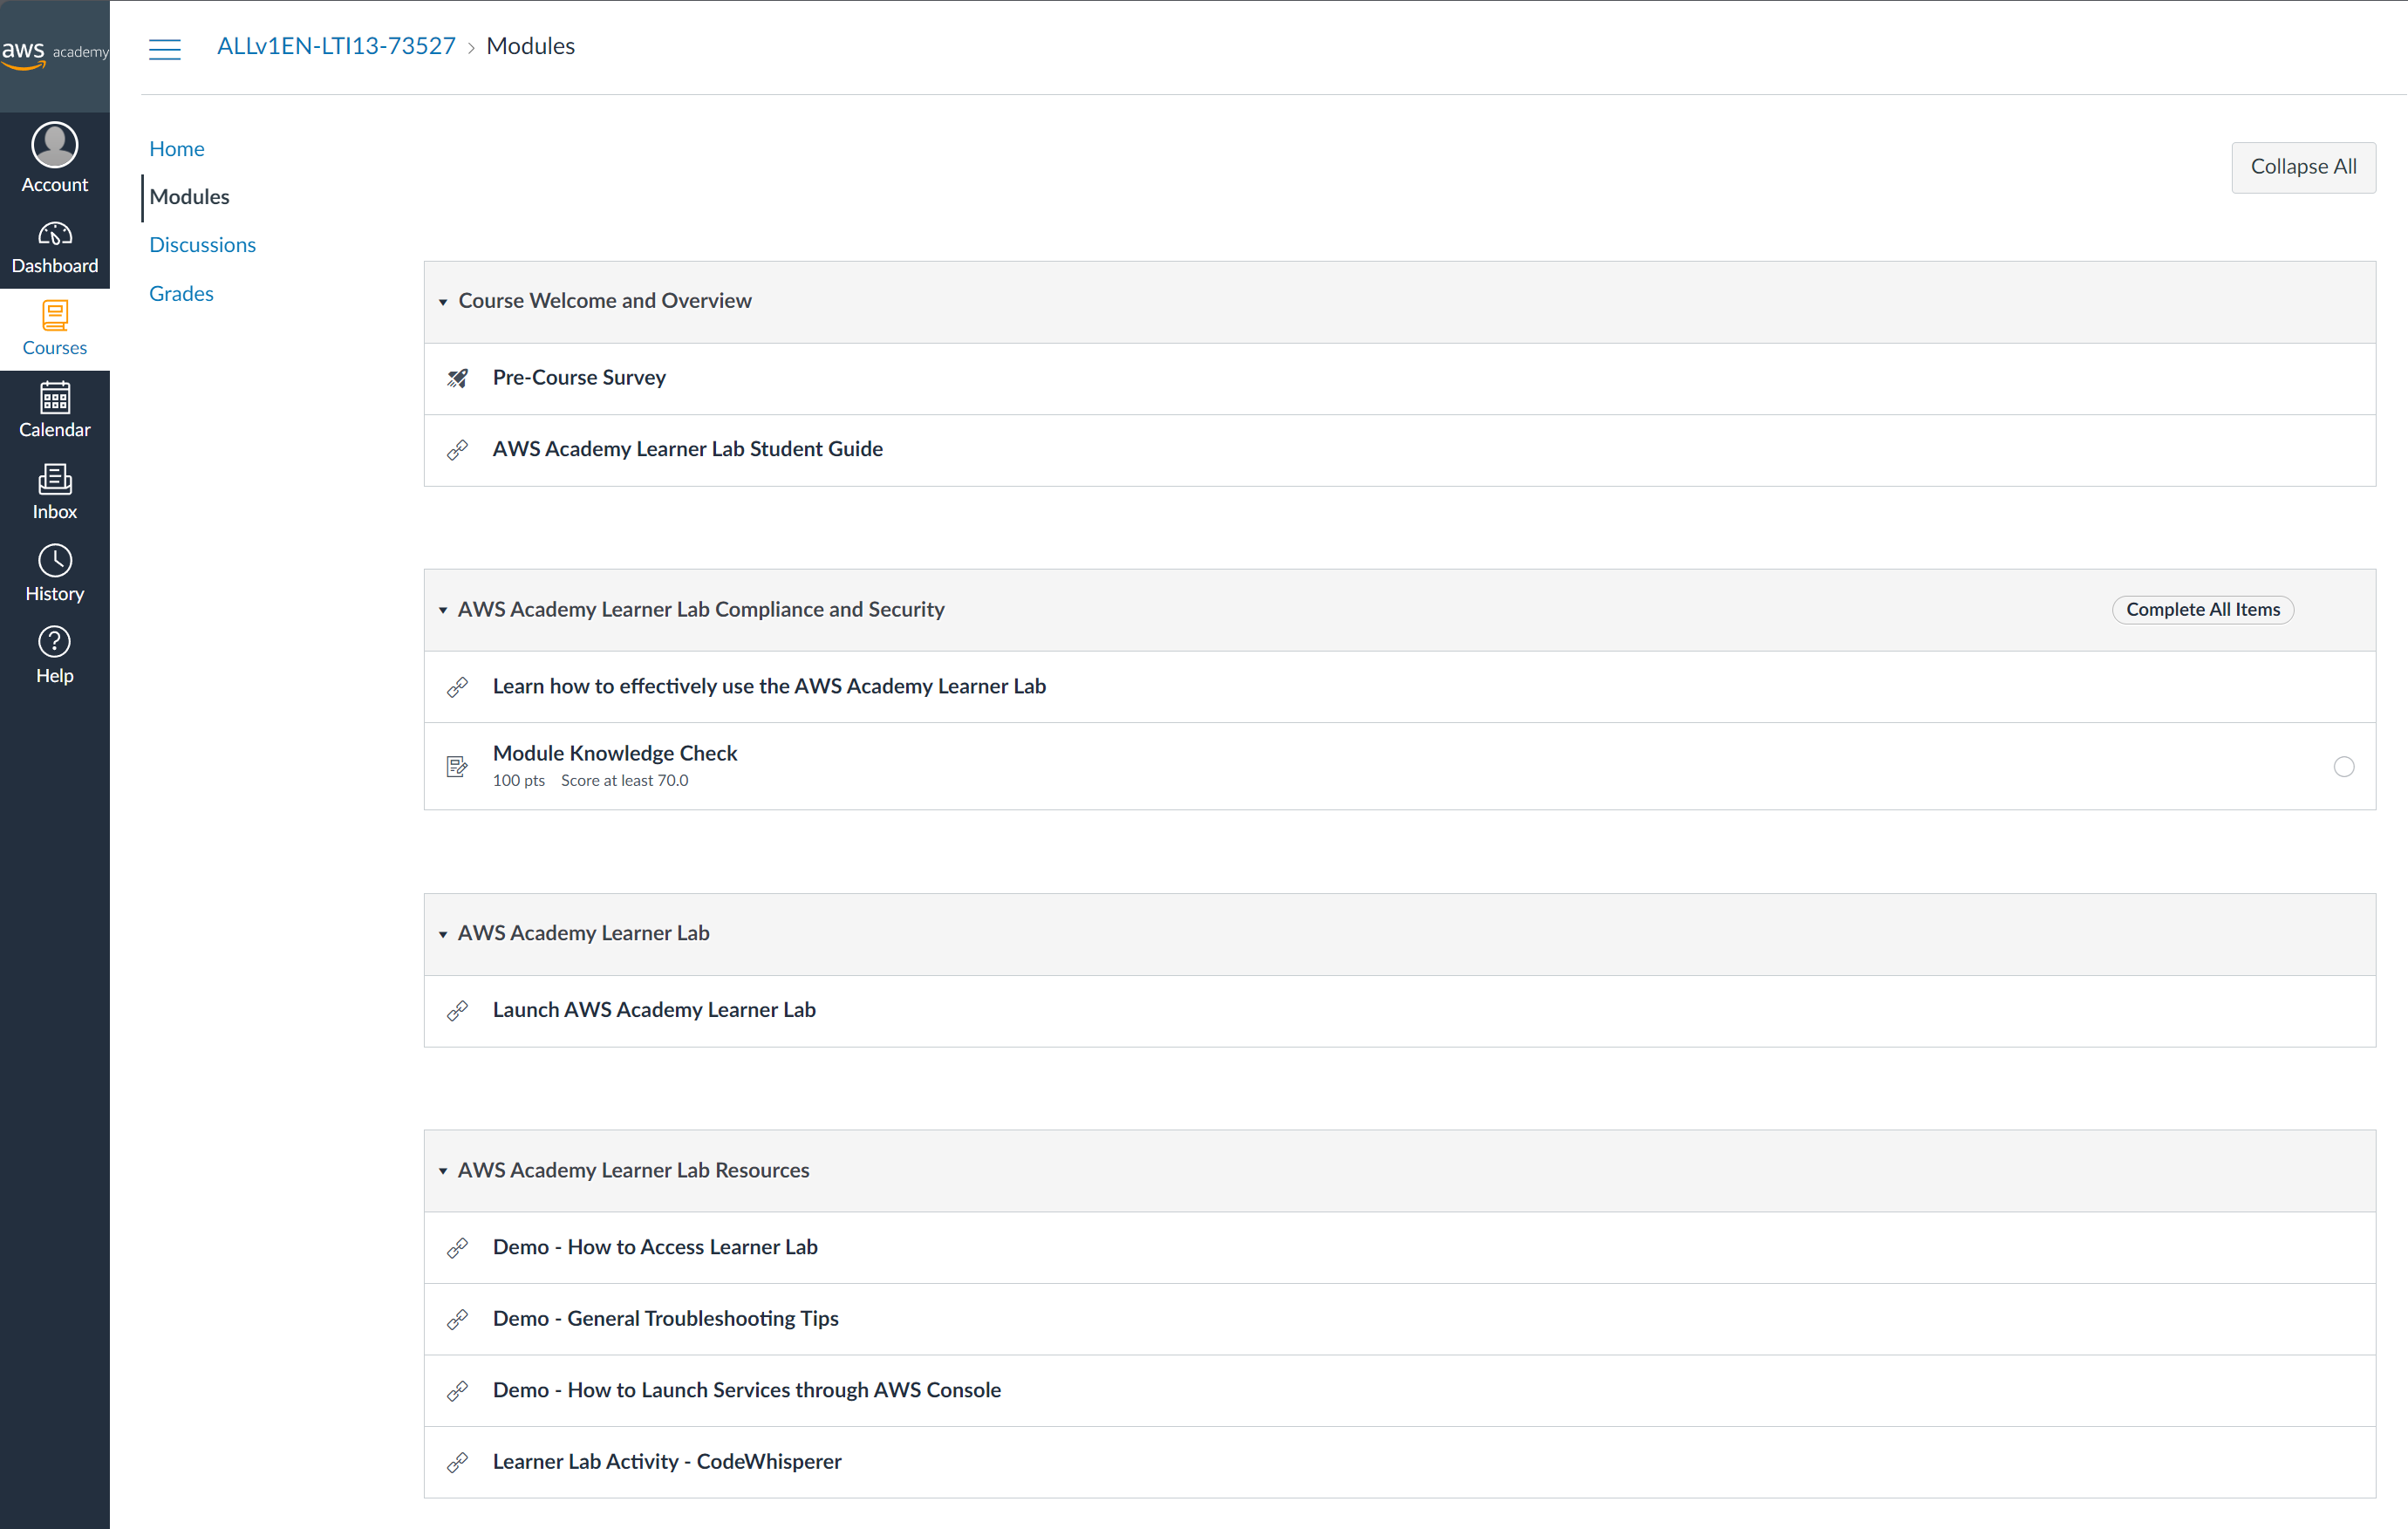 aws academy
Account
Dashboard
Courses
Calendar
Inbox
History
Help
ALLv1EN-LTI13-73527 › Modules
Home
Modules
Discussions
Grades
Collapse All
Course Welcome and Overview
Pre-Course Survey
AWS Academy Learner Lab Student Guide
AWS Academy Learner Lab Compliance and Security
Complete All Items
Learn how to effectively use the AWS Academy Learner Lab
Module Knowledge Check
100 pts Score at least 70.0
AWS Academy Learner Lab
Launch AWS Academy Learner Lab
AWS Academy Learner Lab Resources
Demo - How to Access Learner Lab
Demo - General Troubleshooting Tips
Demo - How to Launch Services through AWS Console
Learner Lab Activity - CodeWhisperer